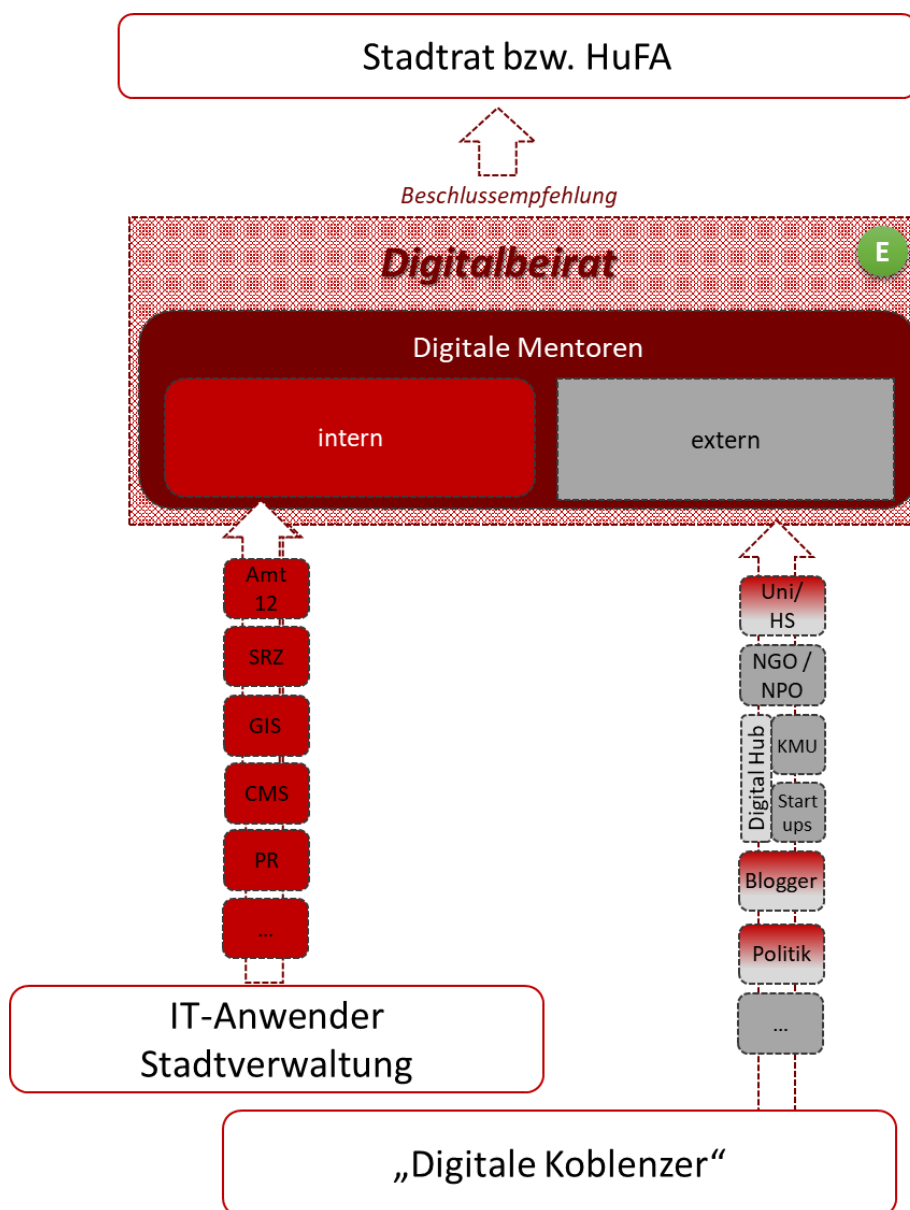 Stadtrat bzw. HuFA
Beschlussempfehlung
Digitalbeirat
E
Digitale Mentoren
intern
extern
Amt
12
SRZ
GIS
CMS
PR
...
IT-Anwender
Stadtverwaltung
Uni/
HS
NGO /
NPO
Digital Hub
KMU
Start
ups
Blogger
Politik
...
„Digitale Koblenzer“